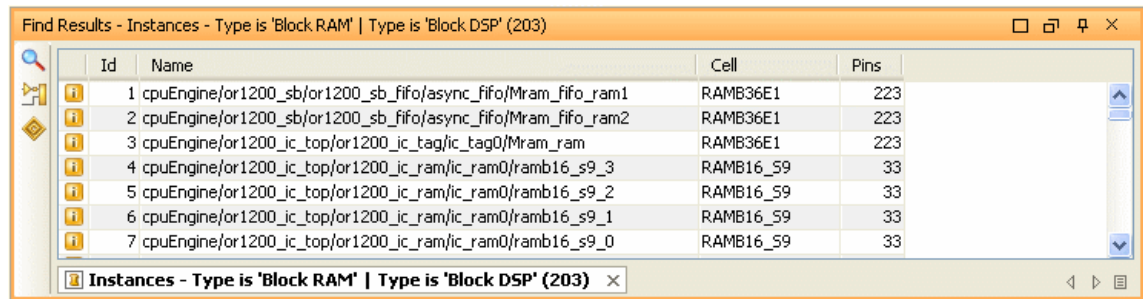 Find Results - Instances - Type is 'Block RAM' | Type is 'Block DSP' (203)
Id Name Cell Pins
1 cpuEngine/or1200_sb/or1200_sb_fifo/async_fifo/Mram_fifo_ram1 RAMB36E1 223
2 cpuEngine/or1200_sb/or1200_sb_fifo/async_fifo/Mram_fifo_ram2 RAMB36E1 223
3 cpuEngine/or1200_ic_top/or1200_ic_tag/ic_tag0/Mram_ram RAMB36E1 223
4 cpuEngine/or1200_ic_top/or1200_ic_ram/ic_ram0/ramb16_s9_3 RAMB16_S9 33
5 cpuEngine/or1200_ic_top/or1200_ic_ram/ic_ram0/ramb16_s9_2 RAMB16_S9 33
6 cpuEngine/or1200_ic_top/or1200_ic_ram/ic_ram0/ramb16_s9_1 RAMB16_S9 33
7 cpuEngine/or1200_ic_top/or1200_ic_ram/ic_ram0/ramb16_s9_0 RAMB16_S9 33
Instances - Type is 'Block RAM' | Type is 'Block DSP' (203)